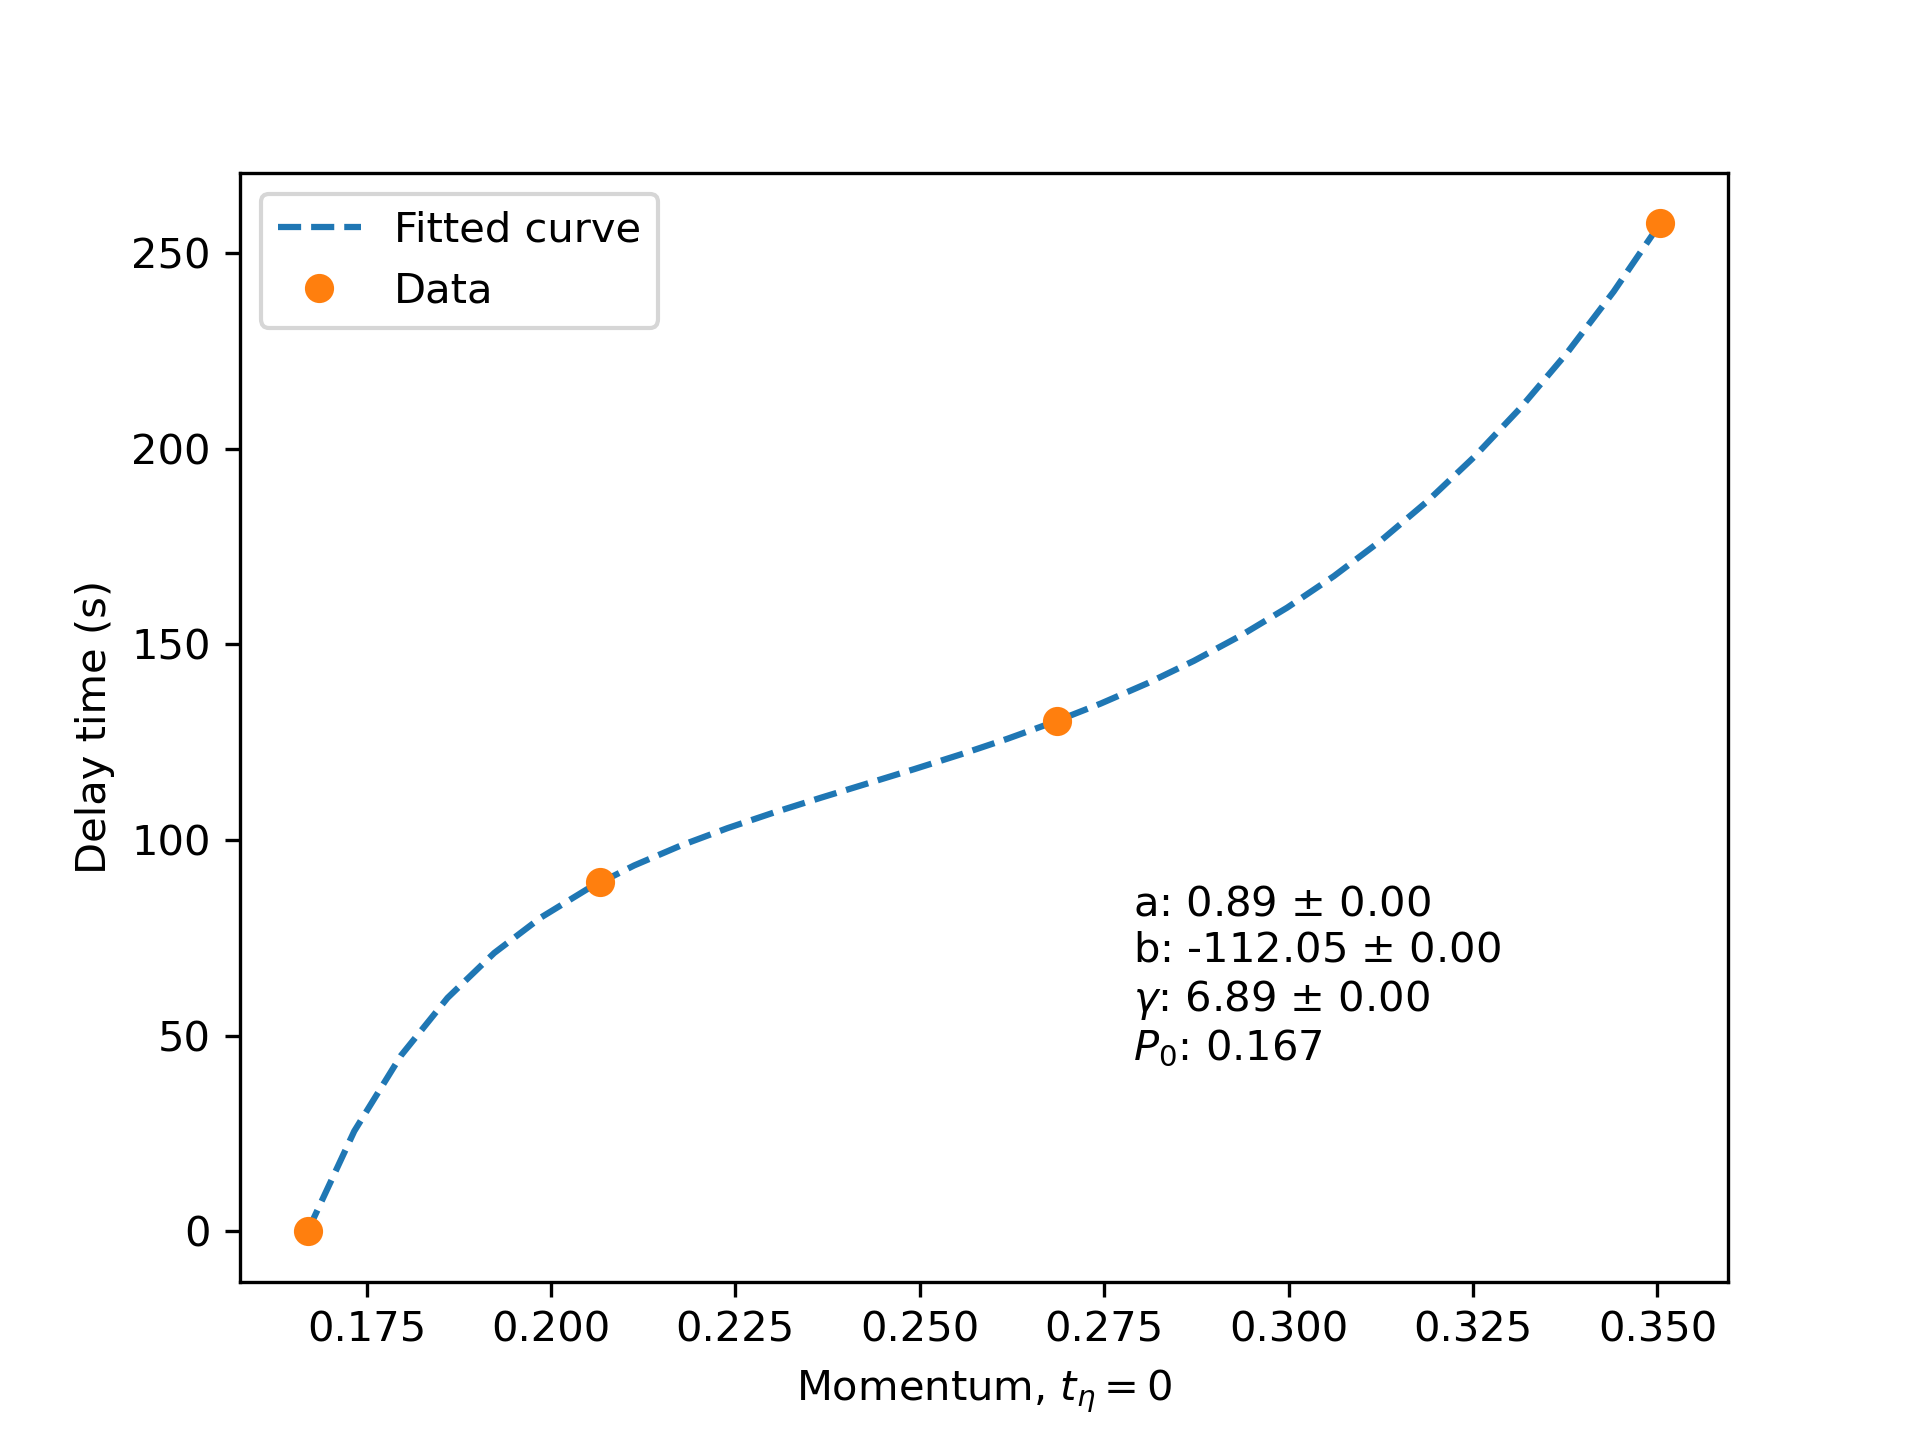 Fitted curve
Data
250
200
150
100
50
0
Delay time (s)
a: 0.89 ± 0.00
b: -112.05 ± 0.00
γ: 6.89 ± 0.00
P₀: 0.167
0.175 0.200 0.225 0.250 0.275 0.300 0.325 0.350
Momentum, tη = 0